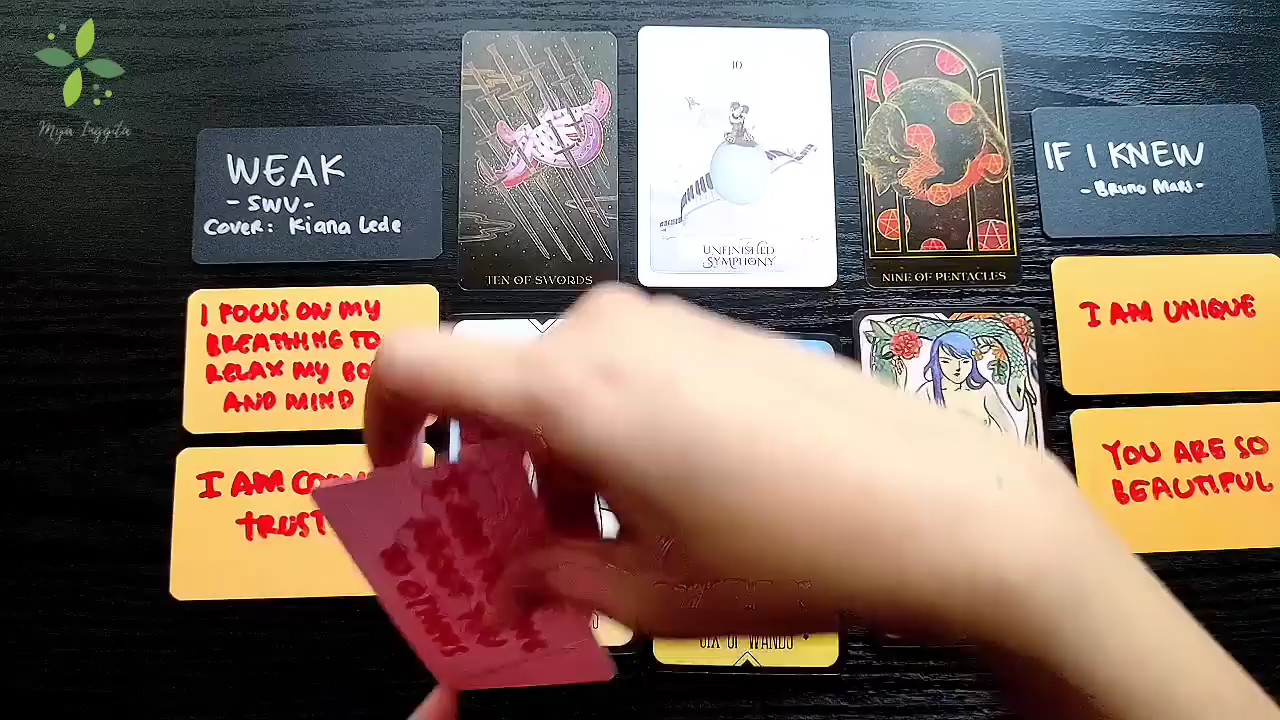 Miya Inggita
WEAK
- SWV -
Cover: Kiana Lede
TEN OF SWORDS
10
UNFINISHED
SYMPHONY
NINE OF PENTACLES
IF I KNEW
- Bruno Mars -
I FOCUS ON MY
BREATHING TO
RELAX MY BO
AND MIND
I AM
TRUST
I AM UNIQUE
YOU ARE SO
BEAUTIFUL
SIX OF WANDS